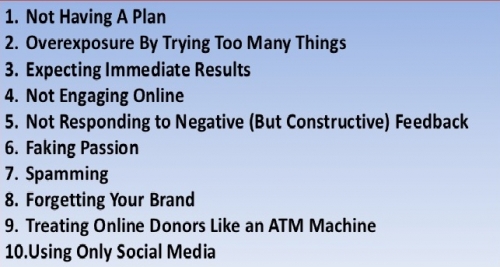 1. Not Having A Plan
2. Overexposure By Trying Too Many Things
3. Expecting Immediate Results
4. Not Engaging Online
5. Not Responding to Negative (But Constructive) Feedback
6. Faking Passion
7. Spamming
8. Forgetting Your Brand
9. Treating Online Donors Like an ATM Machine
10.Using Only Social Media